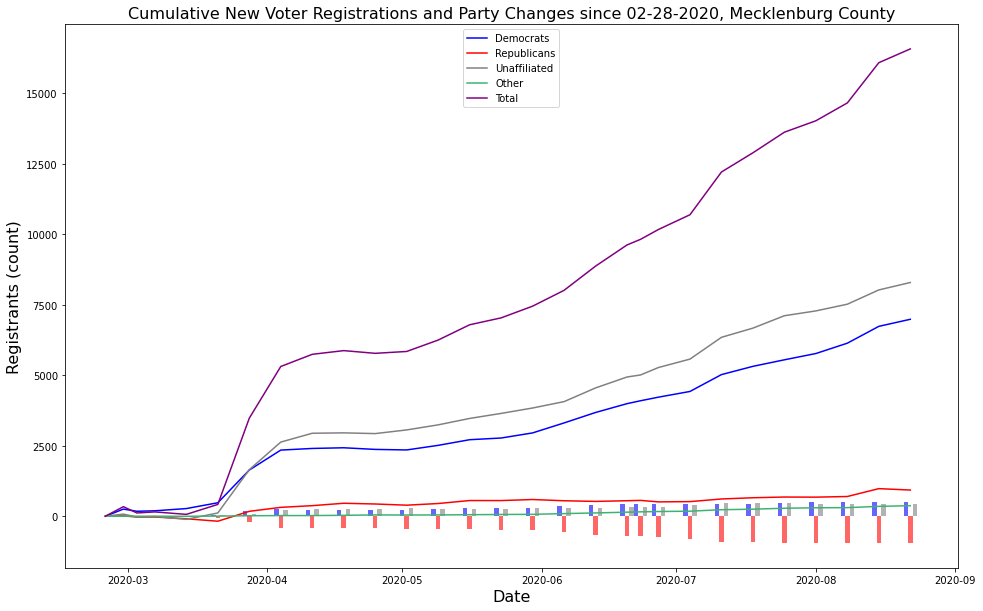 Cumulative New Voter Registrations and Party Changes since 02-28-2020, Mecklenburg County
Democrats
Republicans
Unaffiliated
Other
Total
Registrants (count)
15000
12500
10000
7500
5000
2500
0
2020-03
2020-04
2020-05
2020-06
2020-07
2020-08
2020-09
Date